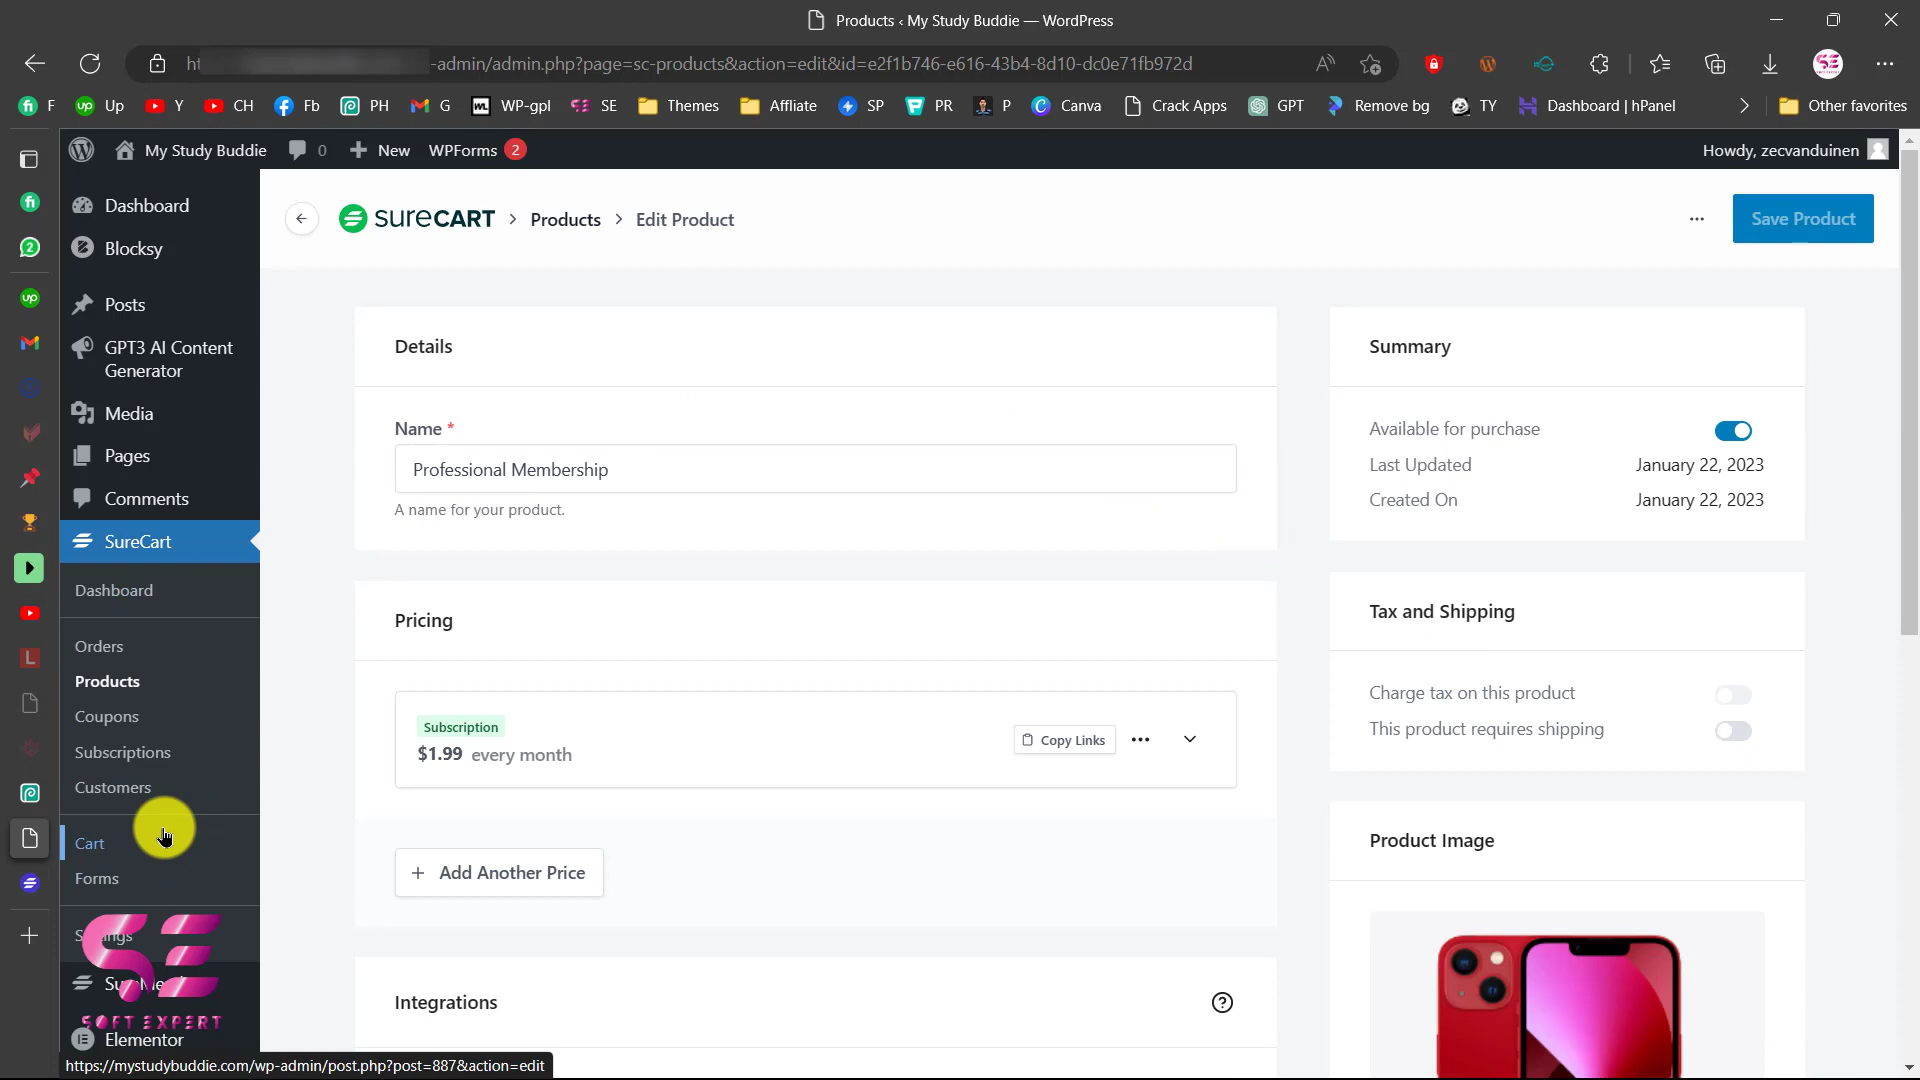 Products ‹ My Study Buddie — WordPress
-admin/admin.php?page=sc-products&action=edit&id=e2f1b746-e616-43b4-8d10-dc0e71fb972d
F Up Y CH Fb PH G WP-gpl SE Themes Affliate SP PR P Canva Crack Apps GPT Remove bg TY Dashboard | hPanel Other favorites
My Study Buddie 0 New WPForms 2 Howdy, zecvanduinen
SURECART Products Edit Product
Save Product
Dashboard
Blocksy
Posts
GPT3 AI Content
Generator
Media
Pages
Comments
SureCart
Dashboard
Orders
Products
Coupons
Subscriptions
Customers
Cart
Forms
SE
SOFT EXPERT
Elementor
Details
Name *
Professional Membership
A name for your product.
Pricing
Subscription
$1.99 every month
Copy Links
Add Another Price
Integrations
Summary
Available for purchase
Last Updated January 22, 2023
Created On January 22, 2023
Tax and Shipping
Charge tax on this product
This product requires shipping
Product Image
https://mystudybuddie.com/wp-admin/post.php?post=887&action=edit